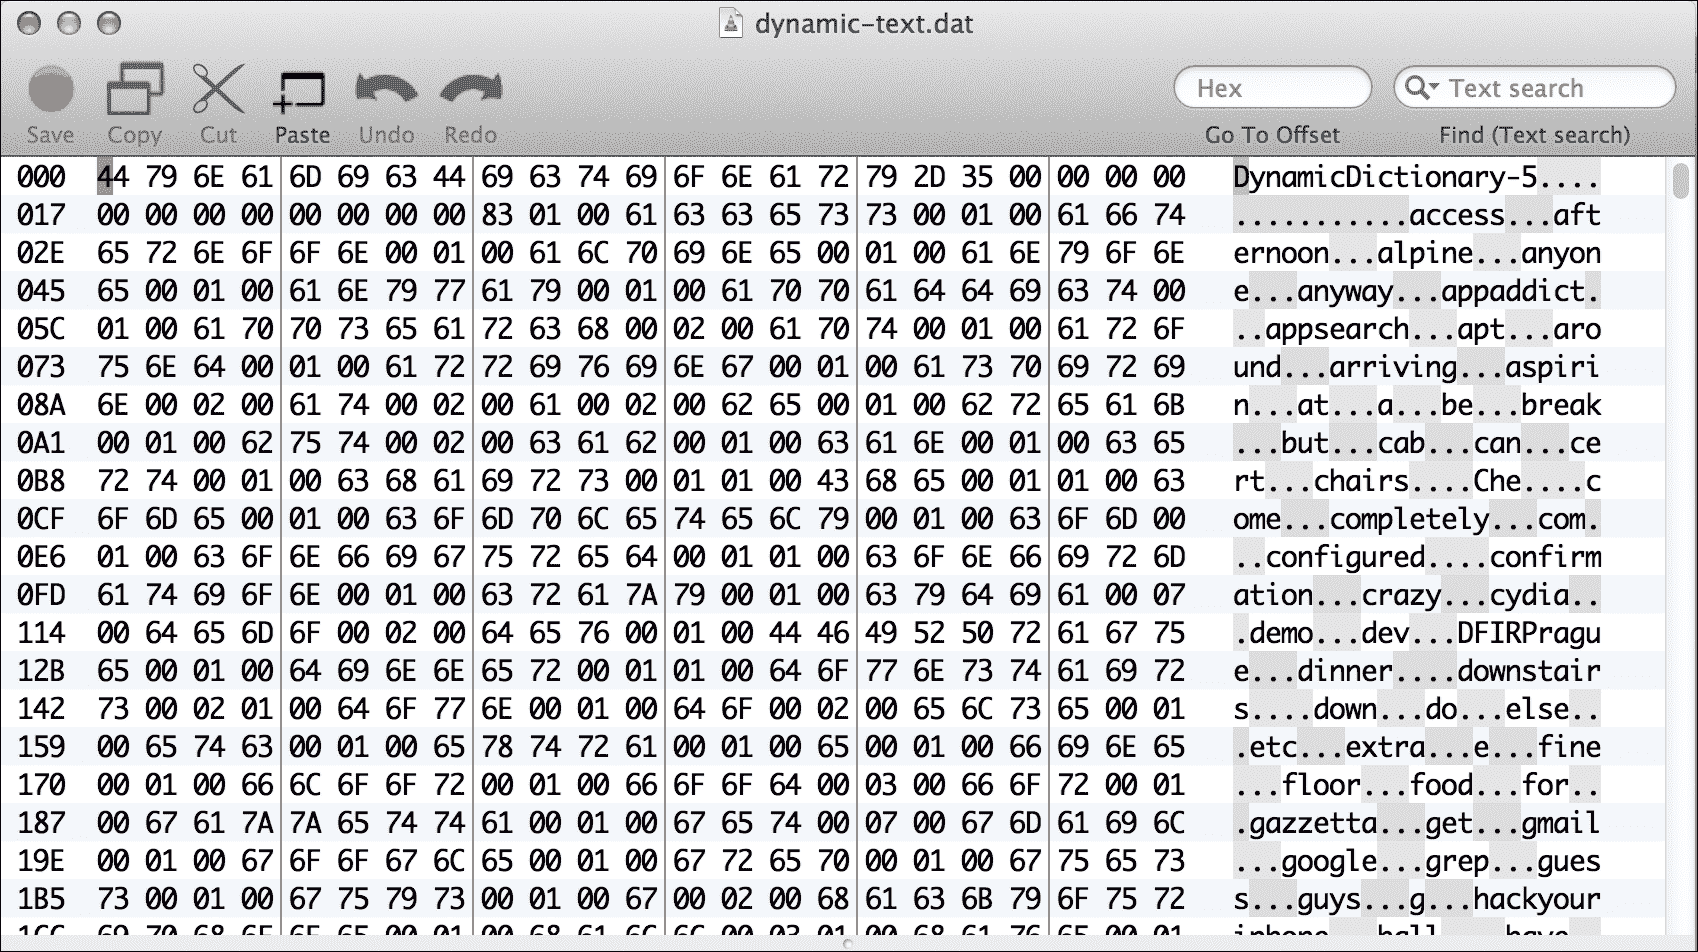 dynamic-text.dat
Save Copy Cut Paste Undo Redo
Hex
Text search
Go To Offset
Find (Text search)
000 44 79 6E 61 6D 69 63 44 69 63 74 69 6F 6E 61 72 79 2D 35 00 00 00 00 DynamicDictionary-5....
017 00 00 00 00 00 00 00 00 83 01 00 61 63 63 65 73 73 00 01 00 61 66 74 ...........access...aft
02E 65 72 6E 6F 6F 6E 00 01 00 61 6C 70 69 6E 65 00 01 00 61 6E 79 6F 6E ernoon...alpine...anyon
045 65 00 01 00 61 6E 79 77 61 79 00 01 00 61 70 70 61 64 64 69 63 74 00 e...anyway...appaddict.
05C 01 00 61 70 70 73 65 61 72 63 68 00 02 00 61 70 74 00 01 00 61 72 6F ..appsearch...apt...aro
073 75 6E 64 00 01 00 61 72 72 69 76 69 6E 67 00 01 00 61 73 70 69 72 69 und...arriving...aspiri
08A 6E 00 02 00 61 74 00 02 00 61 00 02 00 62 65 00 01 00 62 72 65 61 6B n...at...a...be...break
0A1 00 01 00 62 75 74 00 02 00 63 61 62 00 01 00 63 61 6E 00 01 00 63 65 ...but...cab...can...ce
0B8 72 74 00 01 00 63 68 61 69 72 73 00 01 01 00 43 68 65 00 01 01 00 63 rt...chairs....Che....c
0CF 6F 6D 65 00 01 00 63 6F 6D 70 6C 65 74 65 6C 79 00 01 00 63 6F 6D 00 ome...completely...com.
0E6 01 00 63 6F 6E 66 69 67 75 72 65 64 00 01 01 00 63 6F 6E 66 69 72 6D ..configured....confirm
0FD 61 74 69 6F 6E 00 01 00 63 72 61 7A 79 00 01 00 63 79 64 69 61 00 07 ation...crazy...cydia..
114 00 64 65 6D 6F 00 02 00 64 65 76 00 01 00 44 46 49 52 50 72 61 67 75 .demo...dev...DFIRPragu
12B 65 00 01 00 64 69 6E 6E 65 72 00 01 01 00 64 6F 77 6E 73 74 61 69 72 e...dinner....downstair
142 73 00 02 01 00 64 6F 77 6E 00 01 00 64 6F 00 02 00 65 6C 73 65 00 01 s....down...do...else..
159 00 65 74 63 00 01 00 65 78 74 72 61 00 01 00 65 00 01 00 66 69 6E 65 .etc...extra...e...fine
170 00 01 00 66 6C 6F 6F 72 00 01 00 66 6F 6F 64 00 03 00 66 6F 72 00 01 ...floor...food...for..
187 00 67 61 7A 7A 65 74 74 61 00 01 00 67 65 74 00 07 00 67 6D 61 69 6C .gazzetta...get...gmail
19E 00 01 00 67 6F 6F 67 6C 65 00 01 00 67 72 65 70 00 01 00 67 75 65 73 ...google...grep...gues
1B5 73 00 01 00 67 75 79 73 00 01 00 67 00 02 00 68 61 63 6B 79 6F 75 72 s...guys...g...hackyour